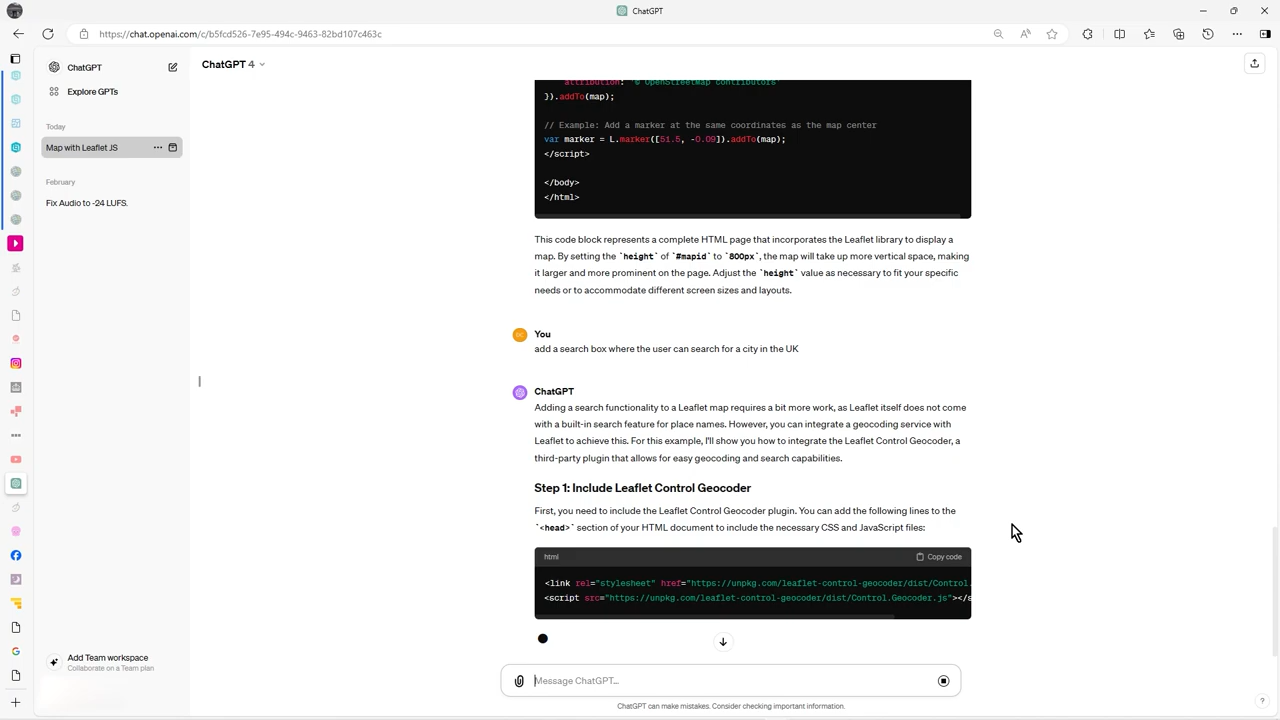 ChatGPT
https://chat.openai.com/c/b5fcd526-7e95-494c-9463-82bd107c463c
ChatGPT
Explore GPTs
Today
Map with Leaflet JS
February
Fix Audio to -24 LUFS.
Add Team workspace
Collaborate on a Team plan
ChatGPT 4
attribution: '© OpenStreetMap contributors'
}).addTo(map);
// Example: Add a marker at the same coordinates as the map center
var marker = L.marker([51.5, -0.09]).addTo(map);
</script>
</body>
</html>
This code block represents a complete HTML page that incorporates the Leaflet library to display a
map. By setting the `height` of `#mapid` to `800px`, the map will take up more vertical space, making
it larger and more prominent on the page. Adjust the `height` value as necessary to fit your specific
needs or to accommodate different screen sizes and layouts.
You
add a search box where the user can search for a city in the UK
ChatGPT
Adding a search functionality to a Leaflet map requires a bit more work, as Leaflet itself does not come
with a built-in search feature for place names. However, you can integrate a geocoding service with
Leaflet to achieve this. For this example, I'll show you how to integrate the Leaflet Control Geocoder, a
third-party plugin that allows for easy geocoding and search capabilities.
Step 1: Include Leaflet Control Geocoder
First, you need to include the Leaflet Control Geocoder plugin. You can add the following lines to the
`<head>` section of your HTML document to include the necessary CSS and JavaScript files:
html
Copy code
<link rel="stylesheet" href="https://unpkg.com/leaflet-control-geocoder/dist/Control.
<script src="https://unpkg.com/leaflet-control-geocoder/dist/Control.Geocoder.js"></s
Message ChatGPT...
ChatGPT can make mistakes. Consider checking important information.
?